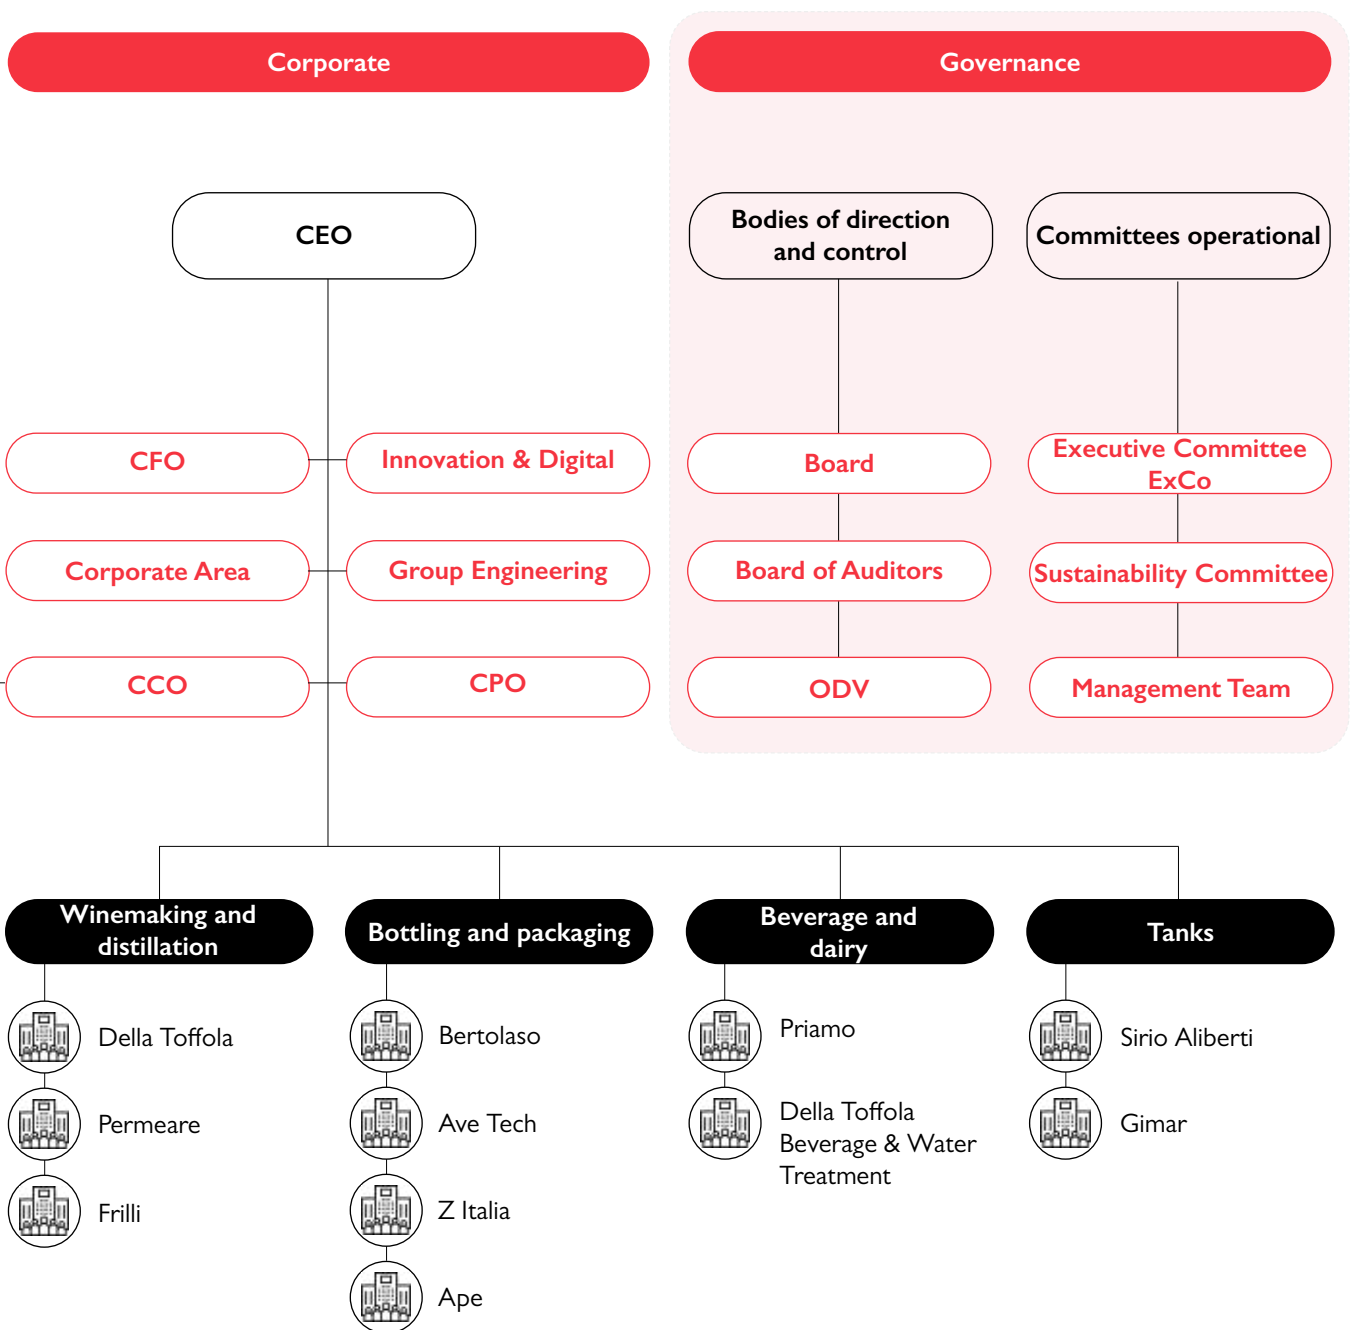 Corporate
Governance
CEO
Bodies of direction
and control
Committees operational
CFO
Innovation & Digital
Board
Executive Committee
ExCo
Corporate Area
Group Engineering
Board of Auditors
Sustainability Committee
CCO
CPO
ODV
Management Team
Winemaking and
distillation
Bottling and packaging
Beverage and
dairy
Tanks
Della Toffola
Permeare
Frilli
Bertolaso
Ave Tech
Z Italia
Ape
Priamo
Della Toffola
Beverage & Water
Treatment
Sirio Aliberti
Gimar